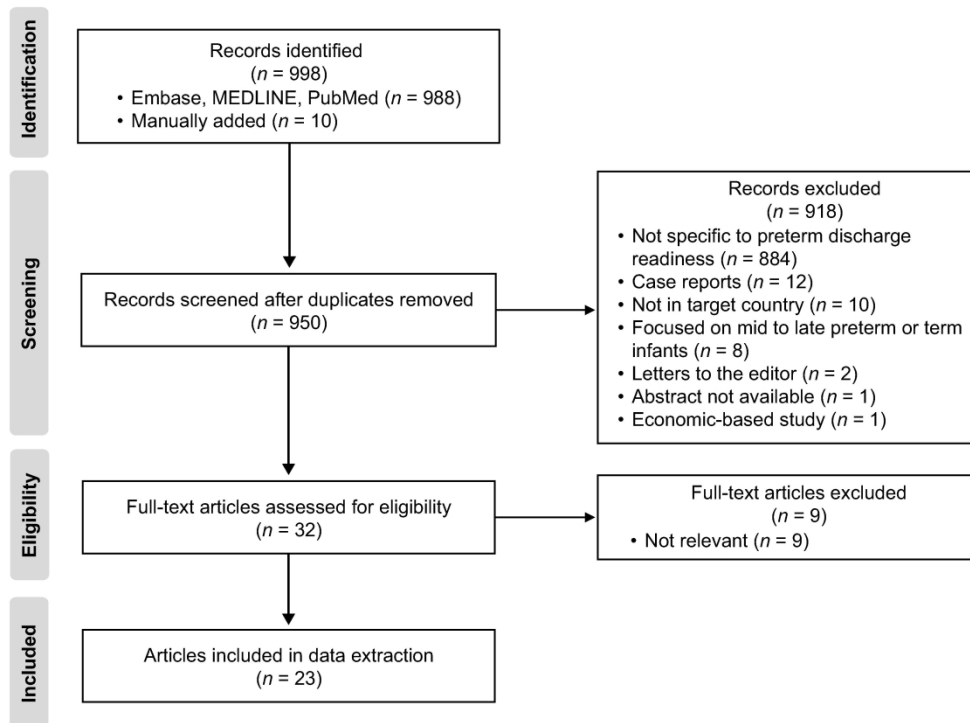 Identification
Records identified
(n = 998)
• Embase, MEDLINE, PubMed (n = 988)
• Manually added (n = 10)
Screening
Records screened after duplicates removed
(n = 950)
Records excluded
(n = 918)
• Not specific to preterm discharge
readiness (n = 884)
• Case reports (n = 12)
• Not in target country (n = 10)
• Focused on mid to late preterm or term
infants (n = 8)
• Letters to the editor (n = 2)
• Abstract not available (n = 1)
• Economic-based study (n = 1)
Eligibility
Full-text articles assessed for eligibility
(n = 32)
Full-text articles excluded
(n = 9)
• Not relevant (n = 9)
Included
Articles included in data extraction
(n = 23)